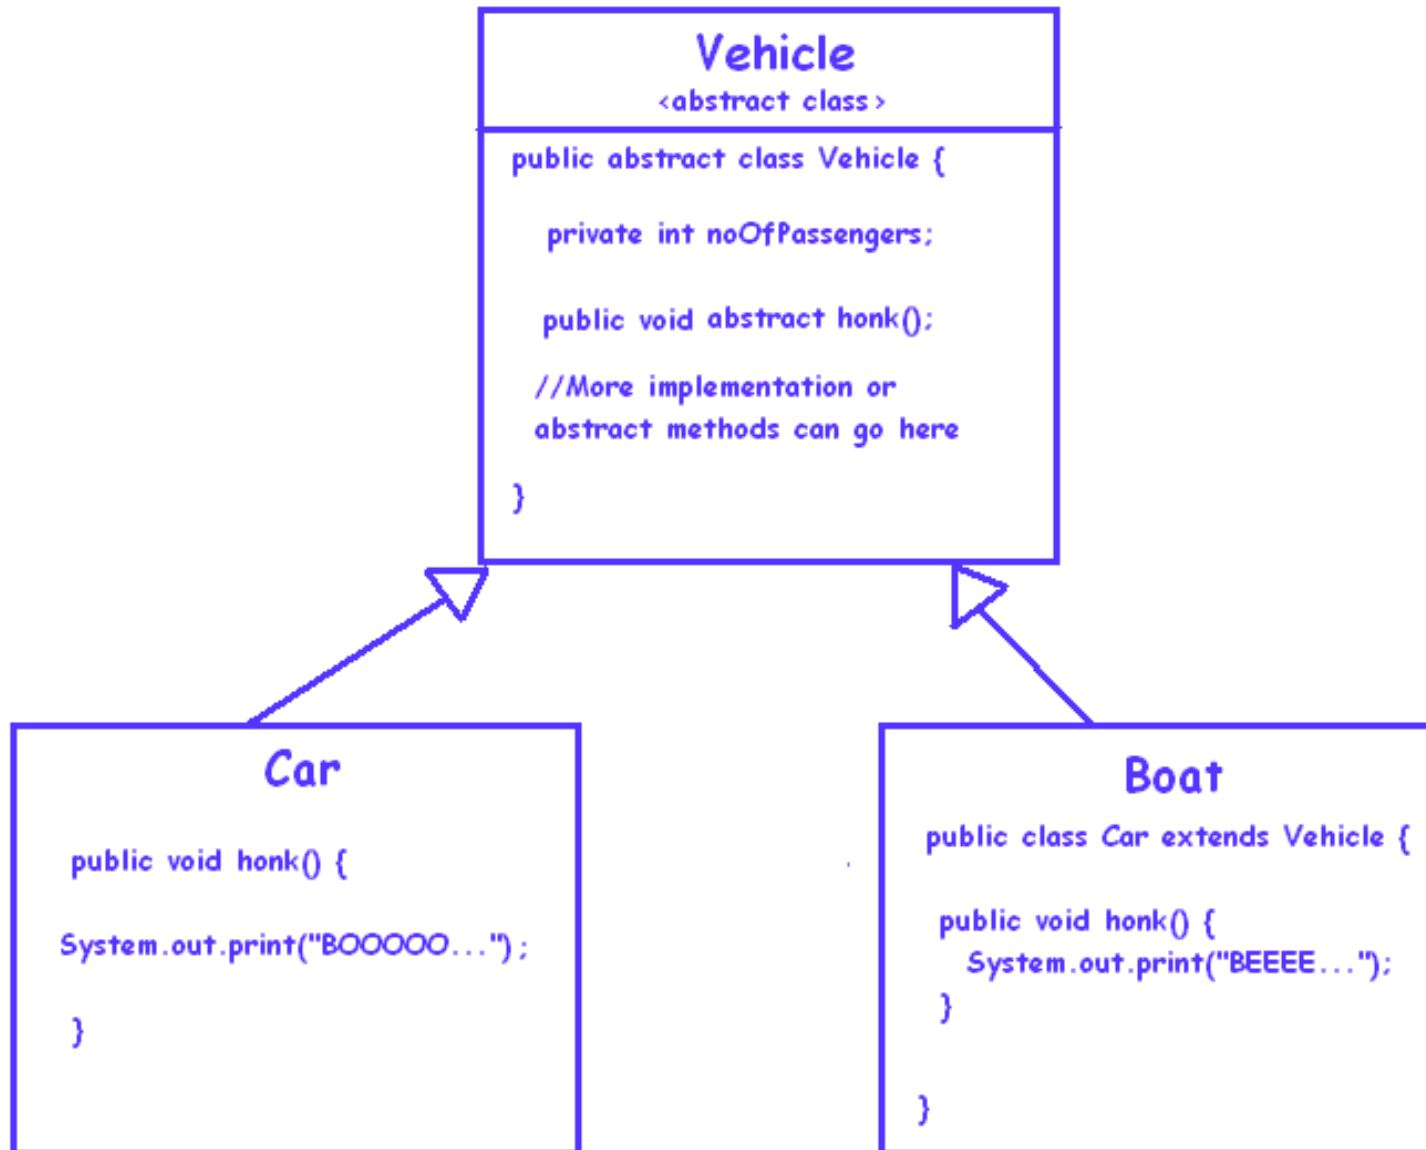 Vehicle
<abstract class>
public abstract class Vehicle {
private int noOfPassengers;
public void abstract honk();
//More implementation or
abstract methods can go here
}
Car
public void honk() {
System.out.print("BOOOOO...");
}
Boat
public class Car extends Vehicle {
public void honk() {
System.out.print("BEEEE...");
}
}